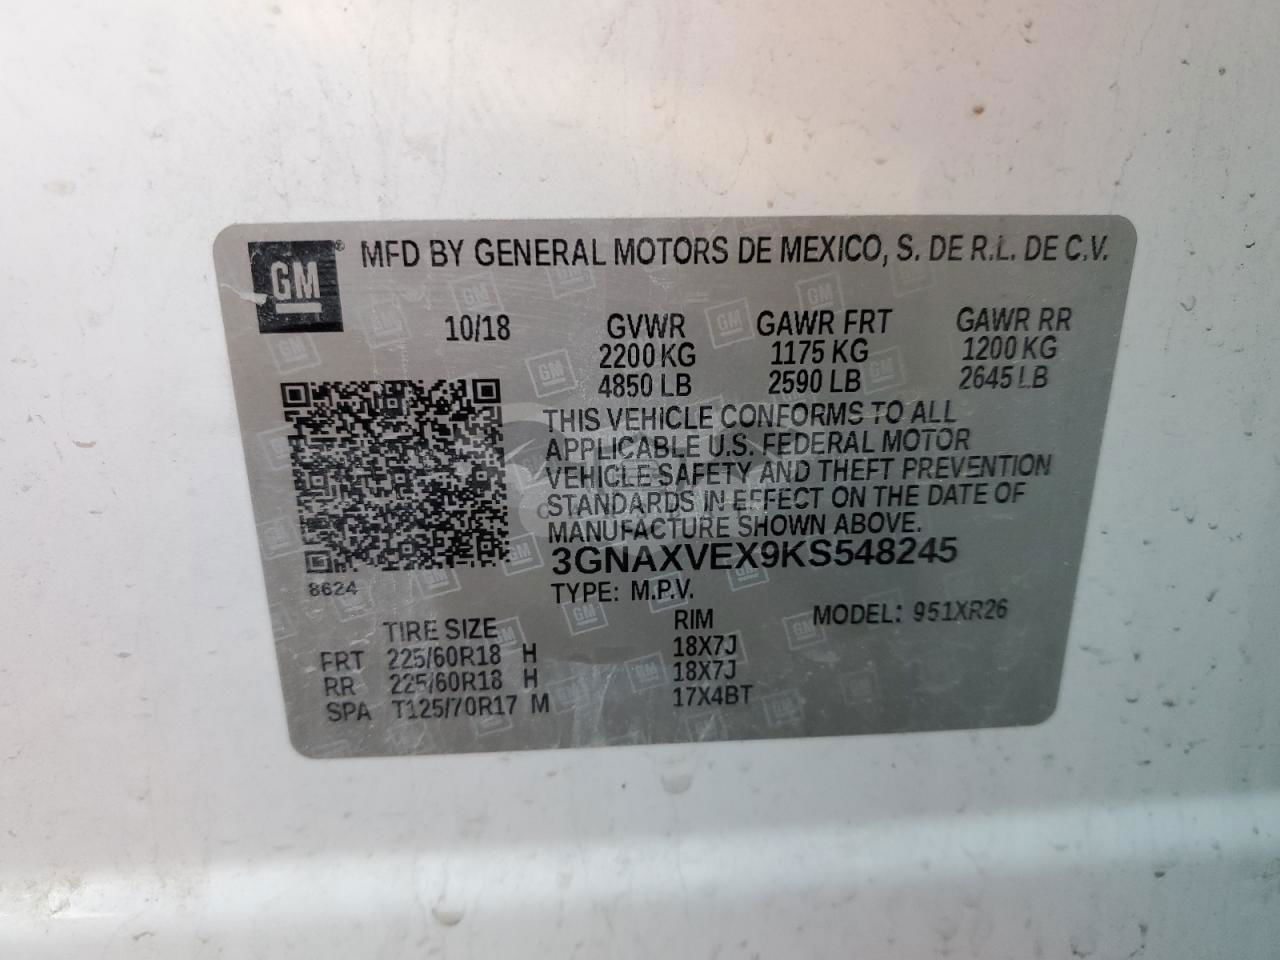 GM® MFD BY GENERAL MOTORS DE MEXICO, S. DE R.L. DE C.V.
10/18 GVWR GAWR FRT GAWR RR
2200 KG 1175 KG 1200 KG
4850 LB 2590 LB 2645 LB
THIS VEHICLE CONFORMS TO ALL
APPLICABLE U.S. FEDERAL MOTOR
VEHICLE SAFETY AND THEFT PREVENTION
STANDARDS IN EFFECT ON THE DATE OF
MANUFACTURE SHOWN ABOVE.
3GNAXVEX9KS548245
8624
TYPE: M.P.V.
MODEL: 951XR26
TIRE SIZE RIM
FRT 225/60R18 H 18X7J
RR 225/60R18 H 18X7J
SPA T125/70R17 M 17X4BT